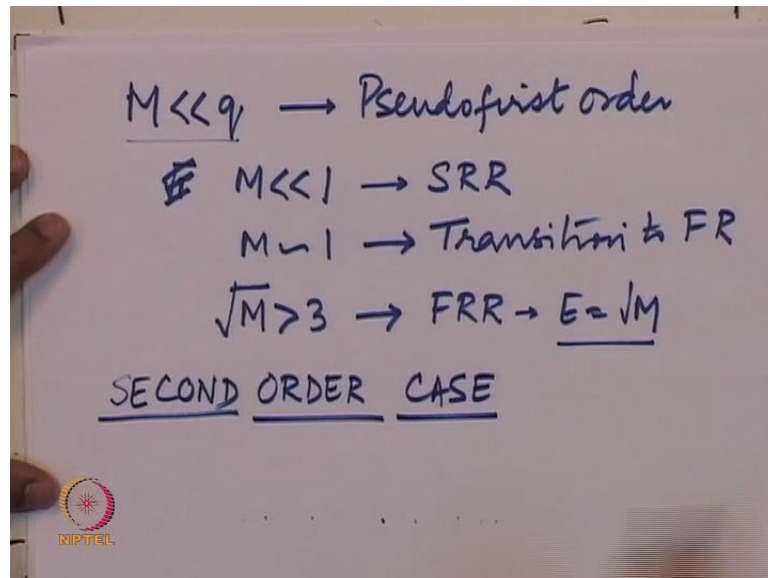 M<<q → Pseudofirst order
M<<1 → SRR
M ~ 1 → Transition to FR
√M > 3 → FRR → E = √M
SECOND ORDER CASE
NPTEL